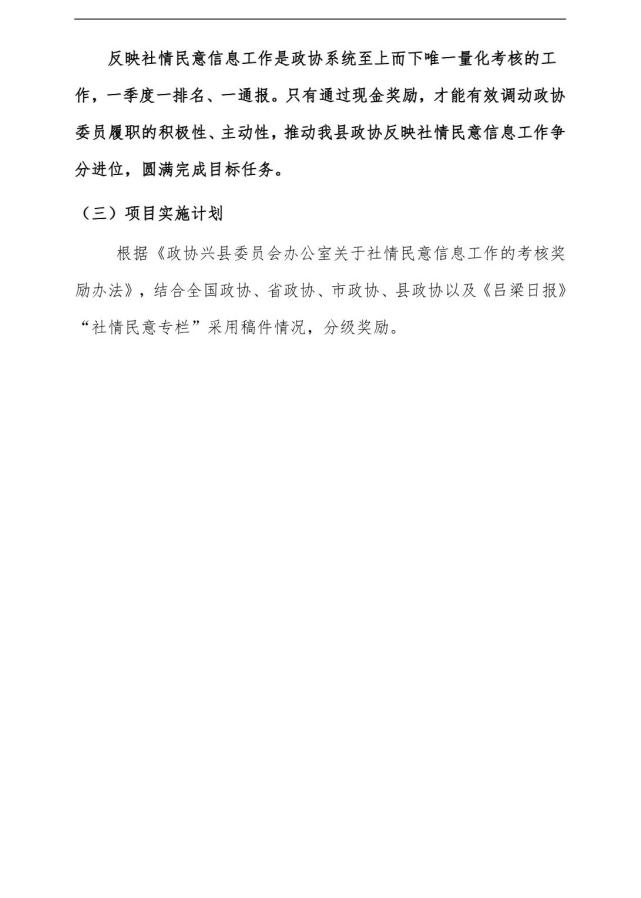 反映社情民意信息工作是政协系统至上而下唯一量化考核的工
作，一季度一排名、一通报。只有通过现金奖励，才能有效调动政协
委员履职的积极性、主动性，推动我县政协反映社情民意信息工作争
分进位，圆满完成目标任务。
（三）项目实施计划
根据《政协兴县委员会办公室关于社情民意信息工作的考核奖
励办法》，结合全国政协、省政协、市政协、县政协以及《吕梁日报》
“社情民意专栏”采用稿件情况，分级奖励。